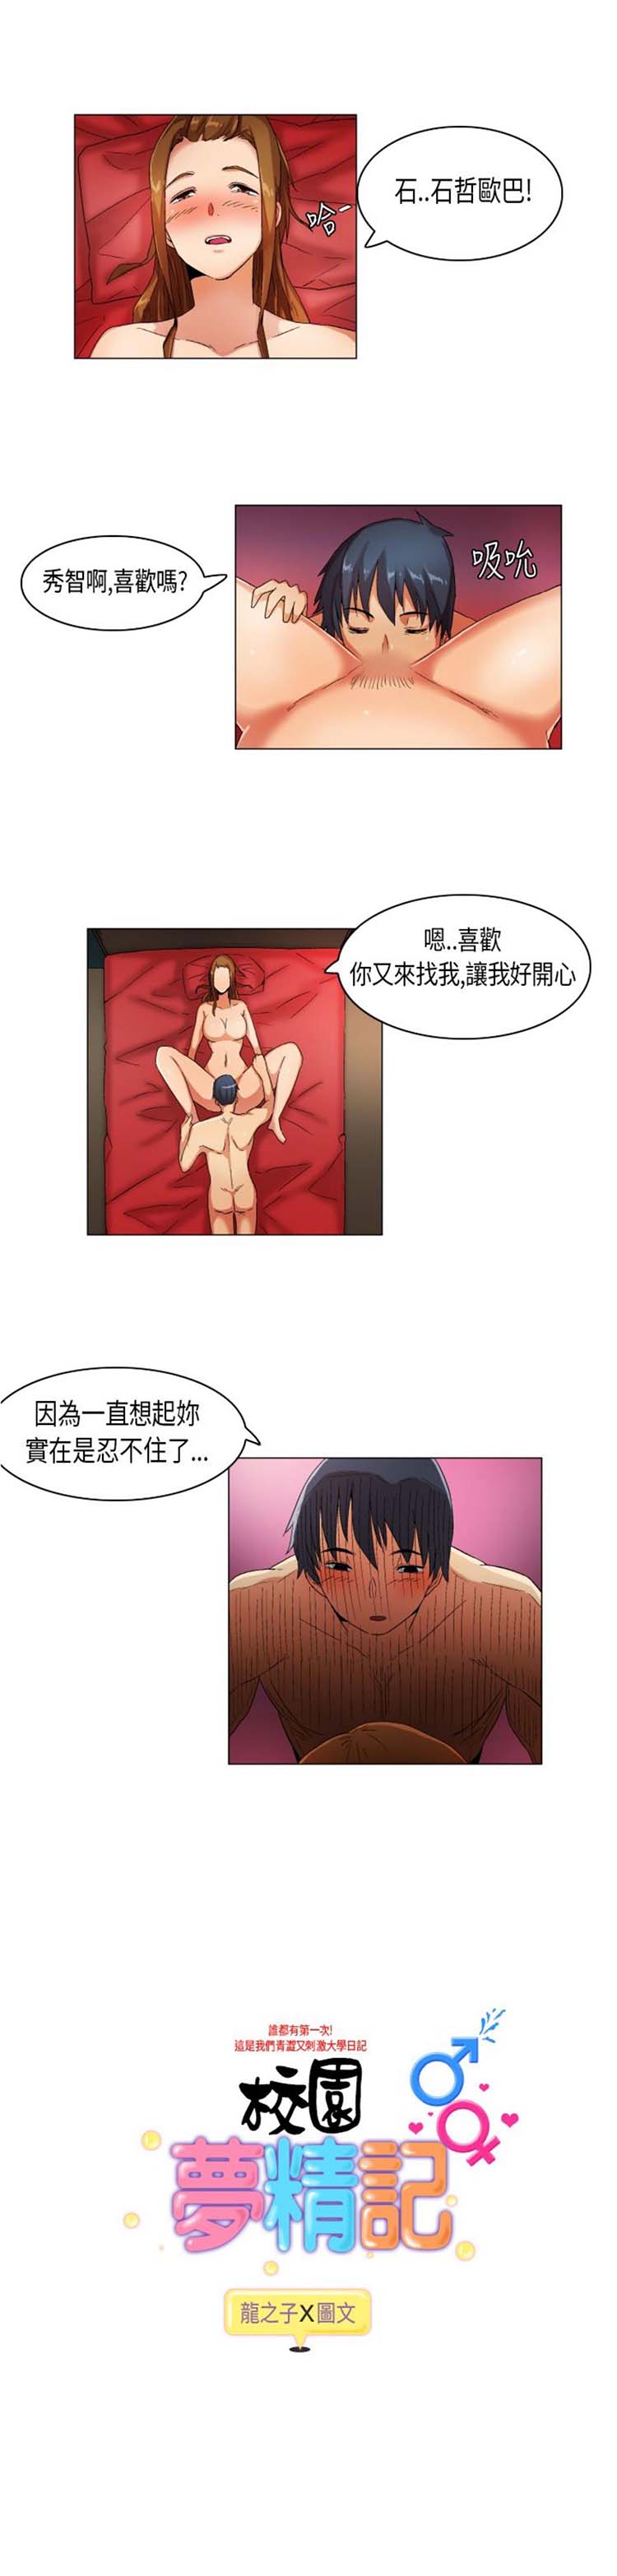 石..石哲歐巴!
哈
秀智啊,喜歡嗎?
吸吮
嗯..喜歡
你又來找我,讓我好開心
因為一直想起妳
實在是忍不住了...
誰都有第一次!
這是我們青澀又刺激大學日記
校園
夢精記
龍之子X圖文